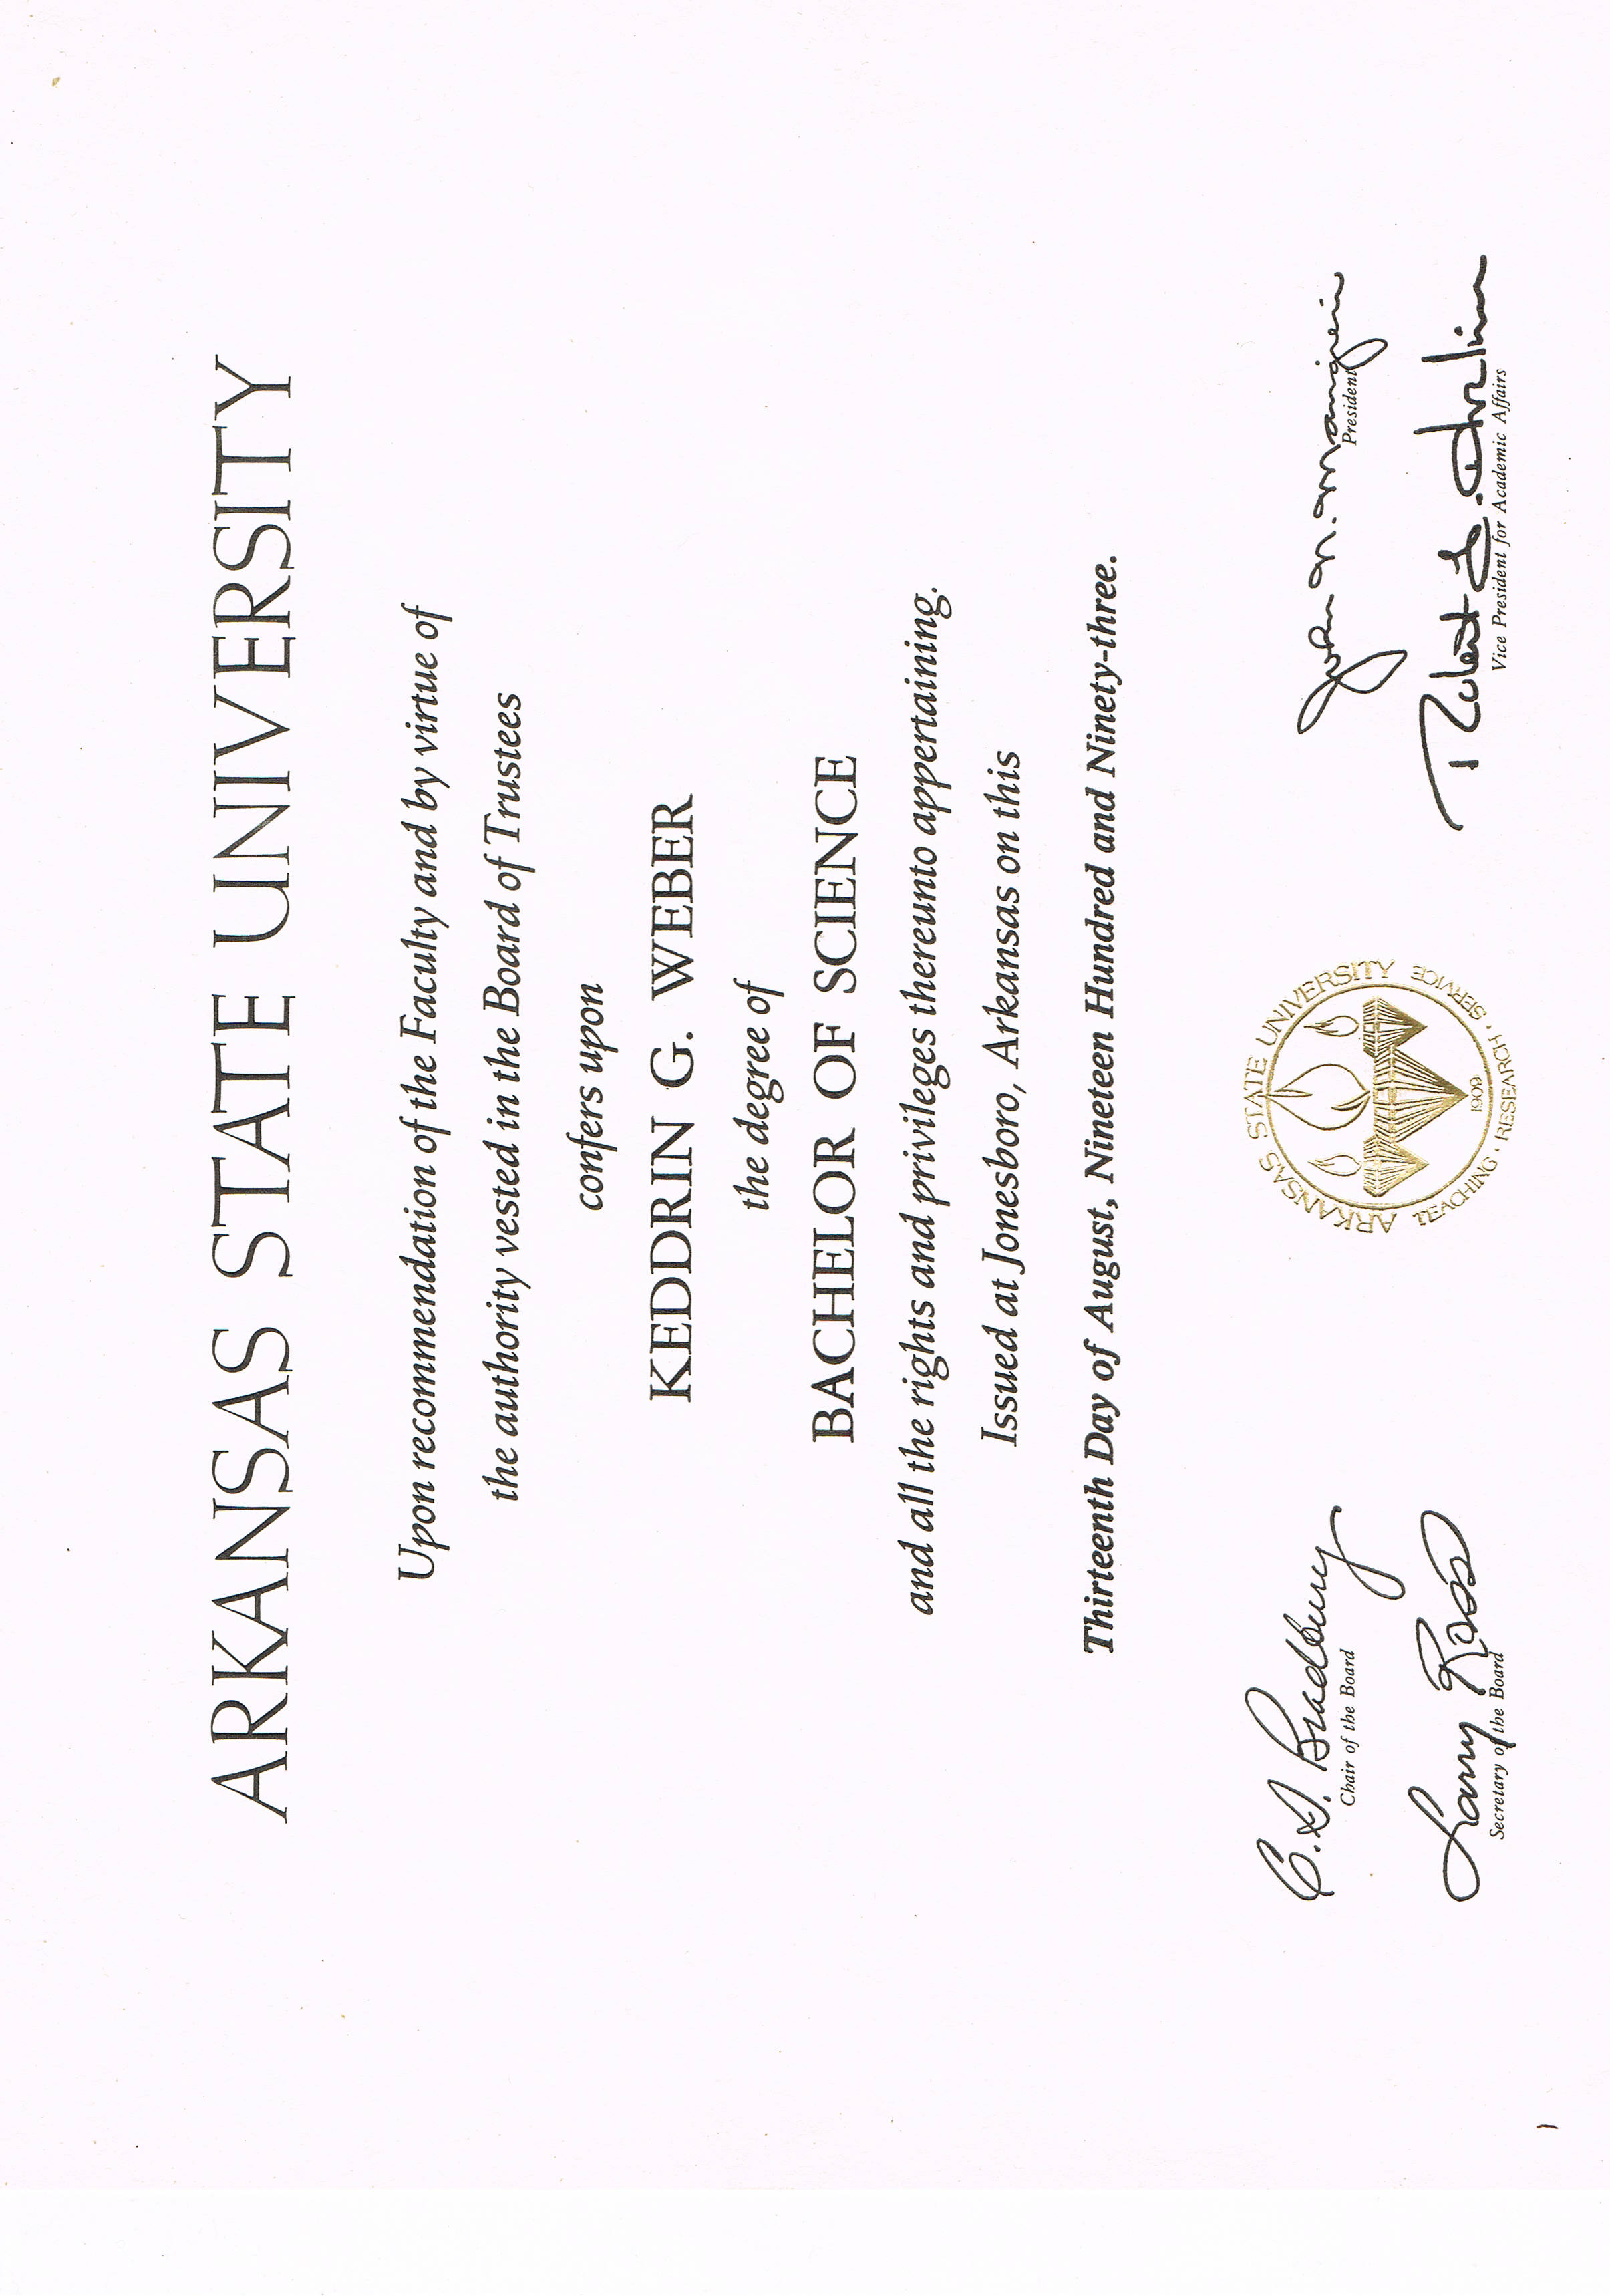 ARKANSAS STATE UNIVERSITY
Upon recommendation of the Faculty and by virtue of
the authority vested in the Board of Trustees
confers upon
KEDDRIN G. WEBER
the degree of
BACHELOR OF SCIENCE
and all the rights and privileges thereunto appertaining.
Issued at Jonesboro, Arkansas on this
Thirteenth Day of August, Nineteen Hundred and Ninety-three.
C. D. Bradbury
Chair of the Board
Larry Ross
Secretary of the Board
ARKANSAS STATE UNIVERSITY
1909
TEACHING · RESEARCH · SERVICE
John N. Mangieri
President
Robert
Vice President for Academic Affairs